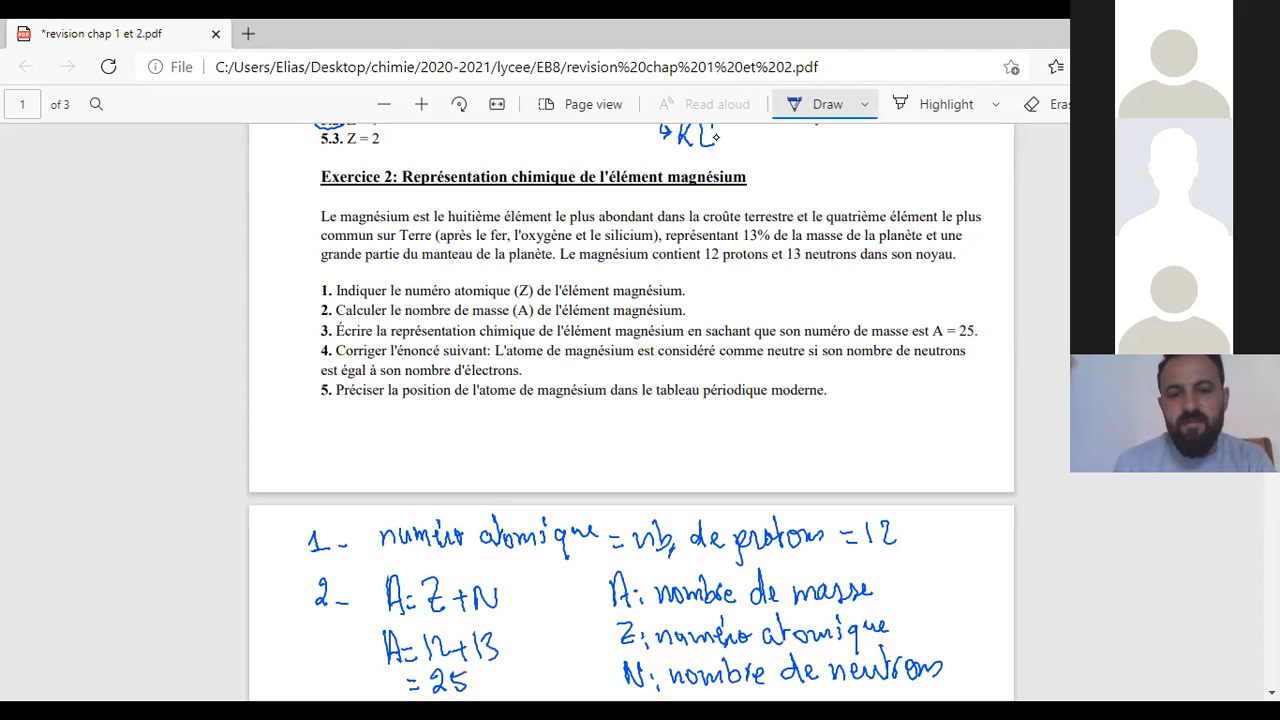 *revision chap 1 et 2.pdf
File C:/Users/Elias/Desktop/chimie/2020-2021/lycee/EB8/revision%20chap%201%20et%202.pdf
1 of 3 Page view Read aloud Draw Highlight Eras
5.3. Z = 2
KL
Exercice 2: Représentation chimique de l'élément magnésium
Le magnésium est le huitième élément le plus abondant dans la croûte terrestre et le quatrième élément le plus
commun sur Terre (après le fer, l'oxygène et le silicium), représentant 13% de la masse de la planète et une
grande partie du manteau de la planète. Le magnésium contient 12 protons et 13 neutrons dans son noyau.
1. Indiquer le numéro atomique (Z) de l'élément magnésium.
2. Calculer le nombre de masse (A) de l'élément magnésium.
3. Écrire la représentation chimique de l'élément magnésium en sachant que son numéro de masse est A = 25.
4. Corriger l'énoncé suivant: L'atome de magnésium est considéré comme neutre si son nombre de neutrons
est égal à son nombre d'électrons.
5. Préciser la position de l'atome de magnésium dans le tableau périodique moderne.
1- numéro atomique = nb, de protons = 12
2- A = Z + N A: nombre de masse
A = 12 + 13 Z: numéro atomique
= 25 N: nombre de neutrons